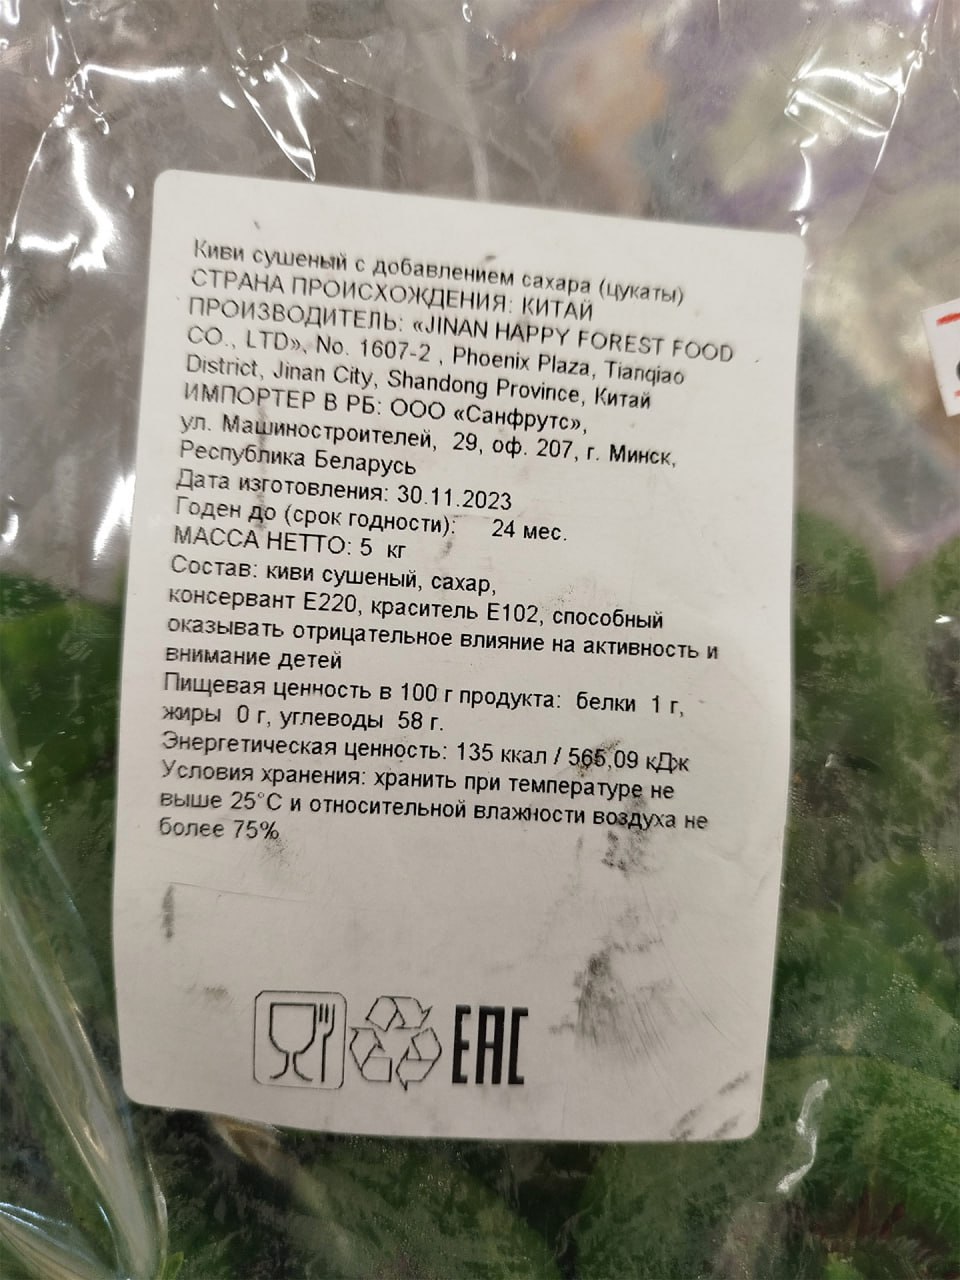 Киви сушеный с добавлением сахара (цукаты)
СТРАНА ПРОИСХОЖДЕНИЯ: КИТАЙ
ПРОИЗВОДИТЕЛЬ: «JINAN HAPPY FOREST FOOD
CO., LTD», No. 1607-2 , Phoenix Plaza, Tianqiao
District, Jinan City, Shandong Province, Китай
ИМПОРТЕР В РБ: ООО «Санфрутс»,
ул. Машиностроителей, 29, оф. 207, г. Минск,
Республика Беларусь
Дата изготовления: 30.11.2023
Годен до (срок годности): 24 мес.
МАССА НЕТТО: 5 кг
Состав: киви сушеный, сахар,
консервант Е220, краситель Е102, способный
оказывать отрицательное влияние на активность и
внимание детей
Пищевая ценность в 100 г продукта: белки 1 г,
жиры 0 г, углеводы 58 г.
Энергетическая ценность: 135 ккал / 565,09 кДж
Условия хранения: хранить при температуре не
выше 25°С и относительной влажности воздуха не
более 75%
ЕАС